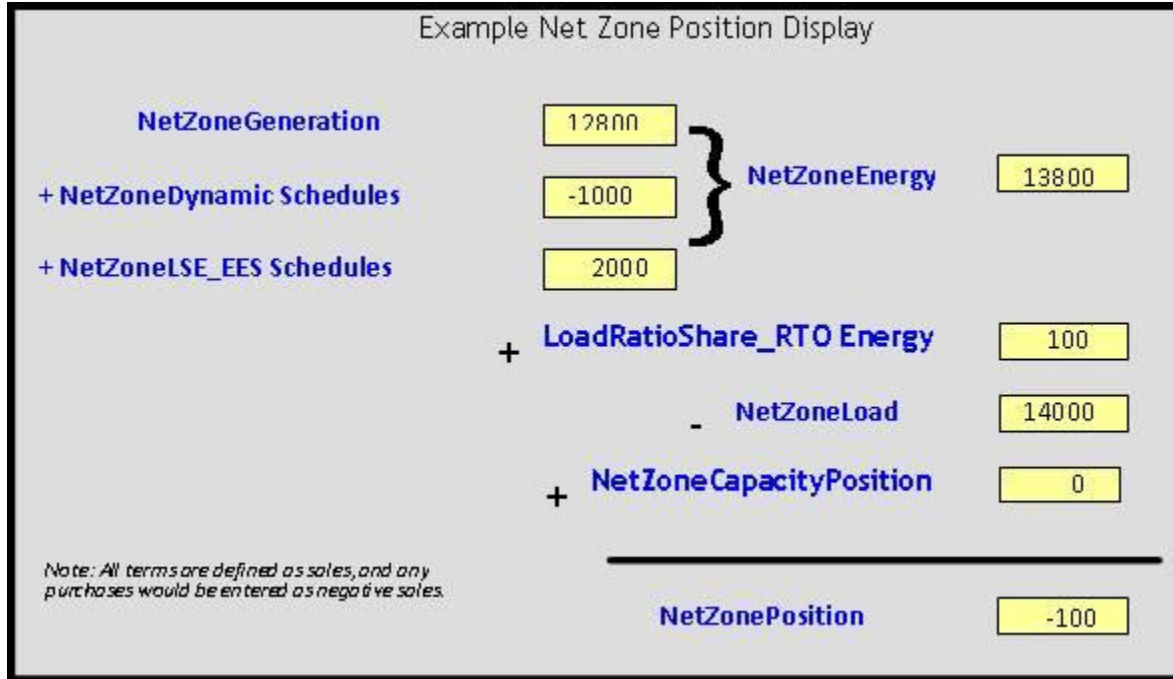 Example Net Zone Position Display
NetZoneGeneration 12800
+ NetZoneDynamic Schedules -1000
NetZoneEnergy 13800
+ NetZoneLSE_EES Schedules 2000
+ LoadRatioShare_RTO Energy 100
- NetZoneLoad 14000
+ NetZoneCapacityPosition 0
Note: All terms are defined as sales, and any
purchases would be entered as negative sales.
NetZonePosition -100